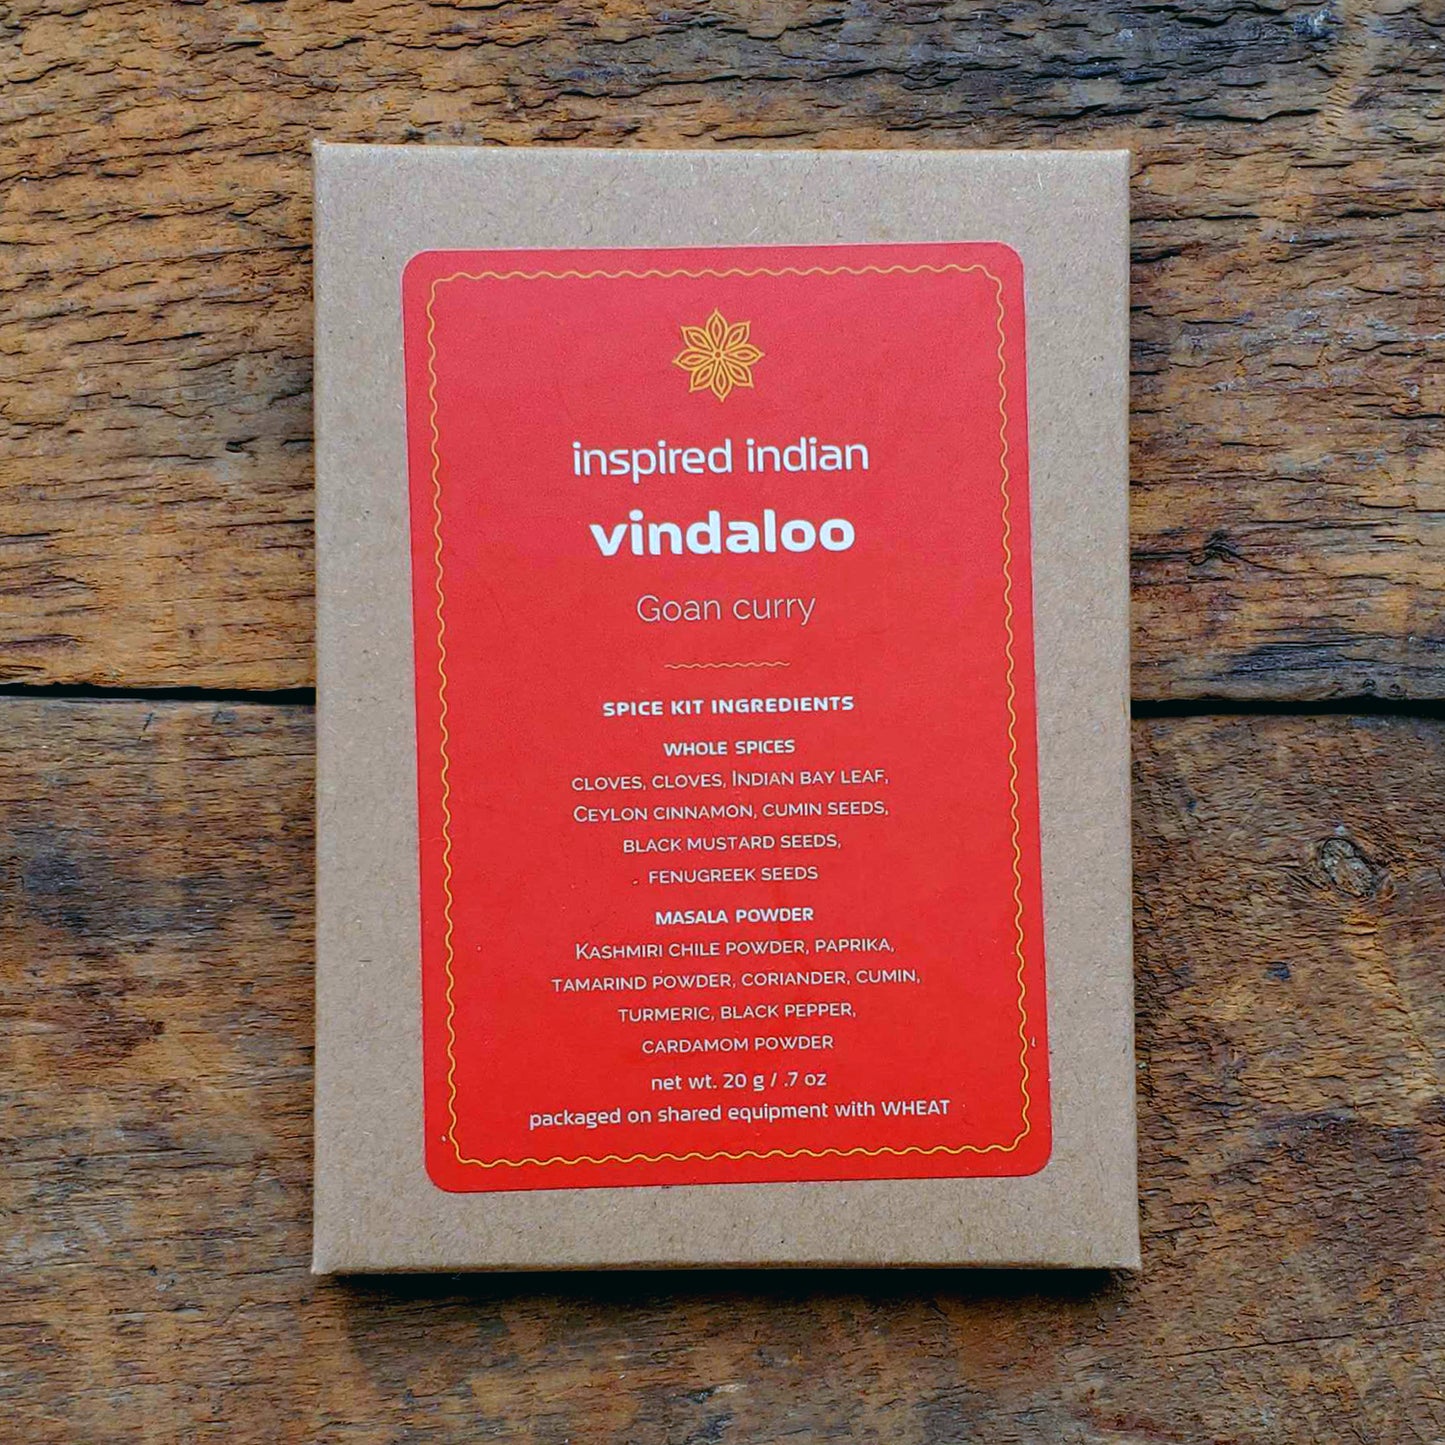 inspired indian
vindaloo
Goan curry
SPICE KIT INGREDIENTS
WHOLE SPICES
CLOVES, CLOVES, INDIAN BAY LEAF,
CEYLON CINNAMON, CUMIN SEEDS,
BLACK MUSTARD SEEDS,
FENUGREEK SEEDS
MASALA POWDER
KASHMIRI CHILE POWDER, PAPRIKA,
TAMARIND POWDER, CORIANDER, CUMIN,
TURMERIC, BLACK PEPPER,
CARDAMOM POWDER
net wt. 20 g / .7 oz
packaged on shared equipment with WHEAT